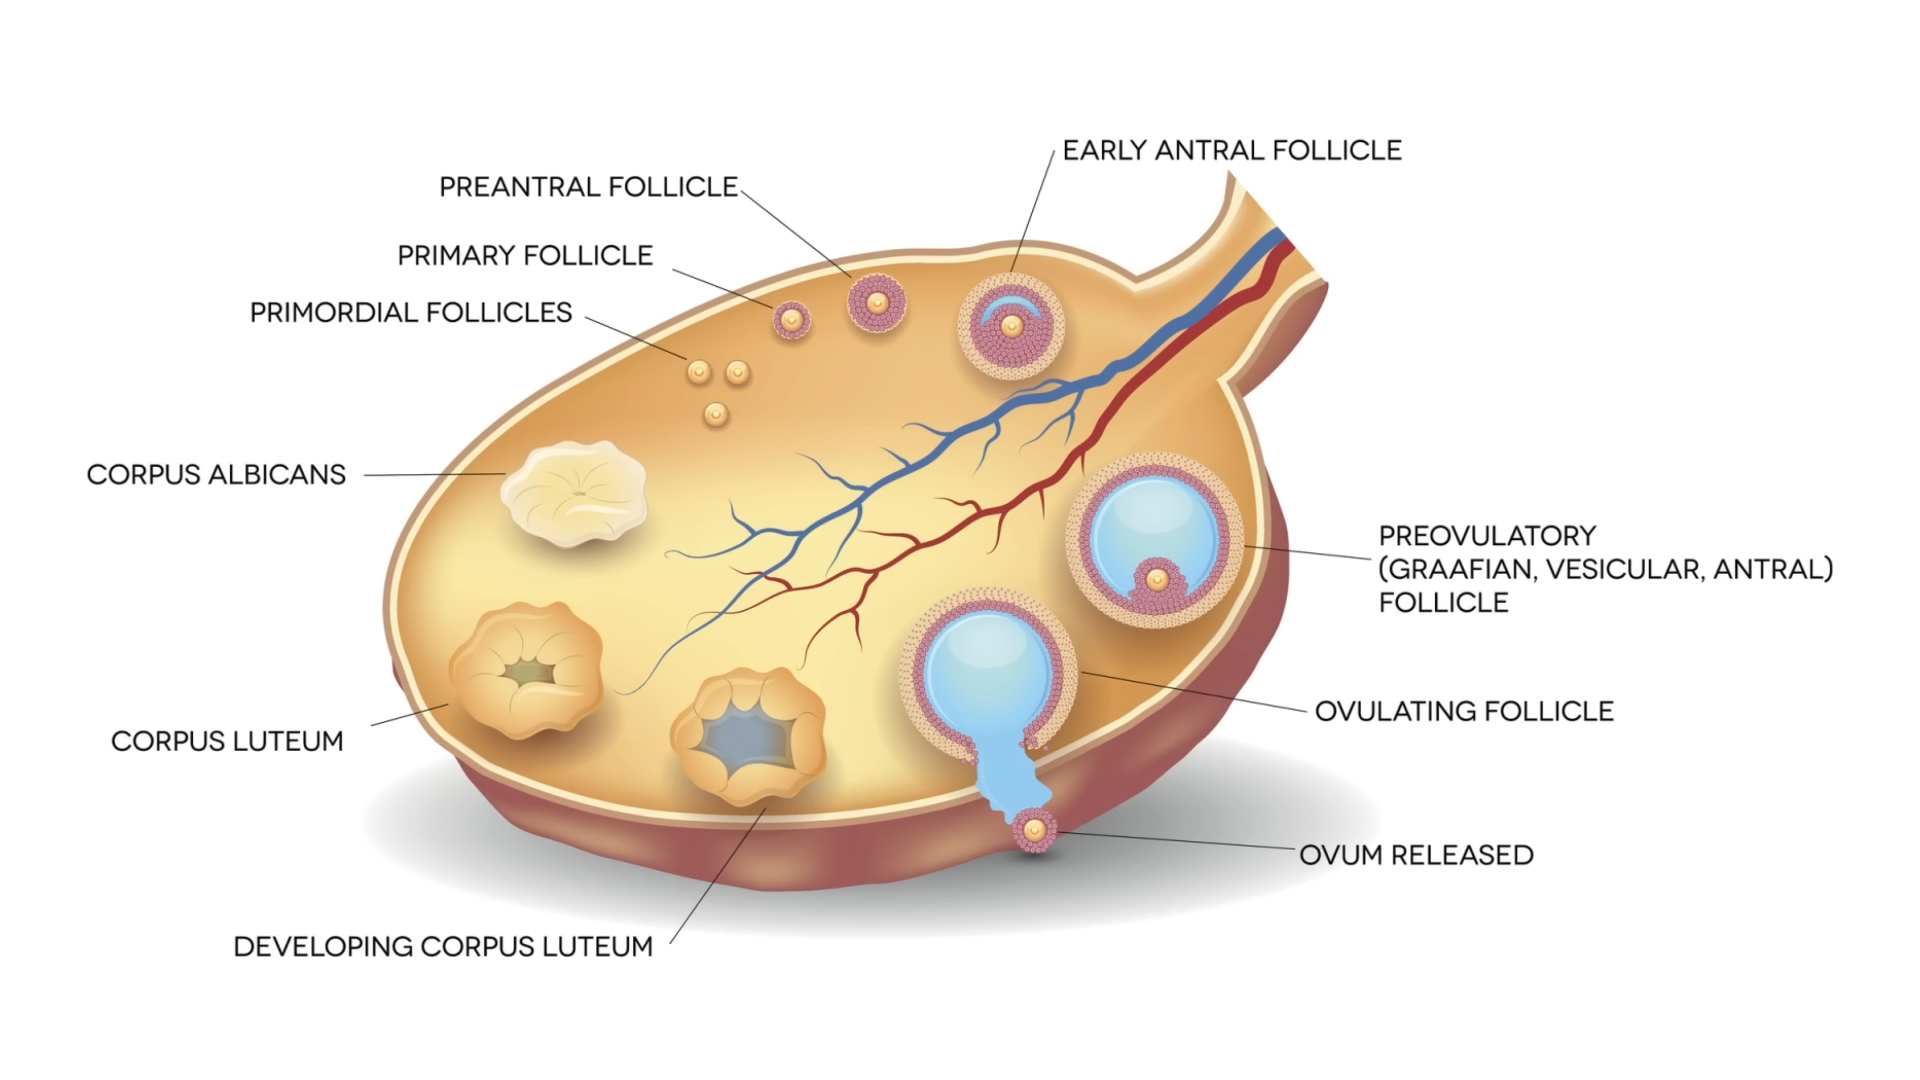 EARLY ANTRAL FOLLICLE
PREANTRAL FOLLICLE
PRIMARY FOLLICLE
PRIMORDIAL FOLLICLES
CORPUS ALBICANS
PREOVULATORY
(GRAAFIAN, VESICULAR, ANTRAL)
FOLLICLE
OVULATING FOLLICLE
CORPUS LUTEUM
OVUM RELEASED
DEVELOPING CORPUS LUTEUM